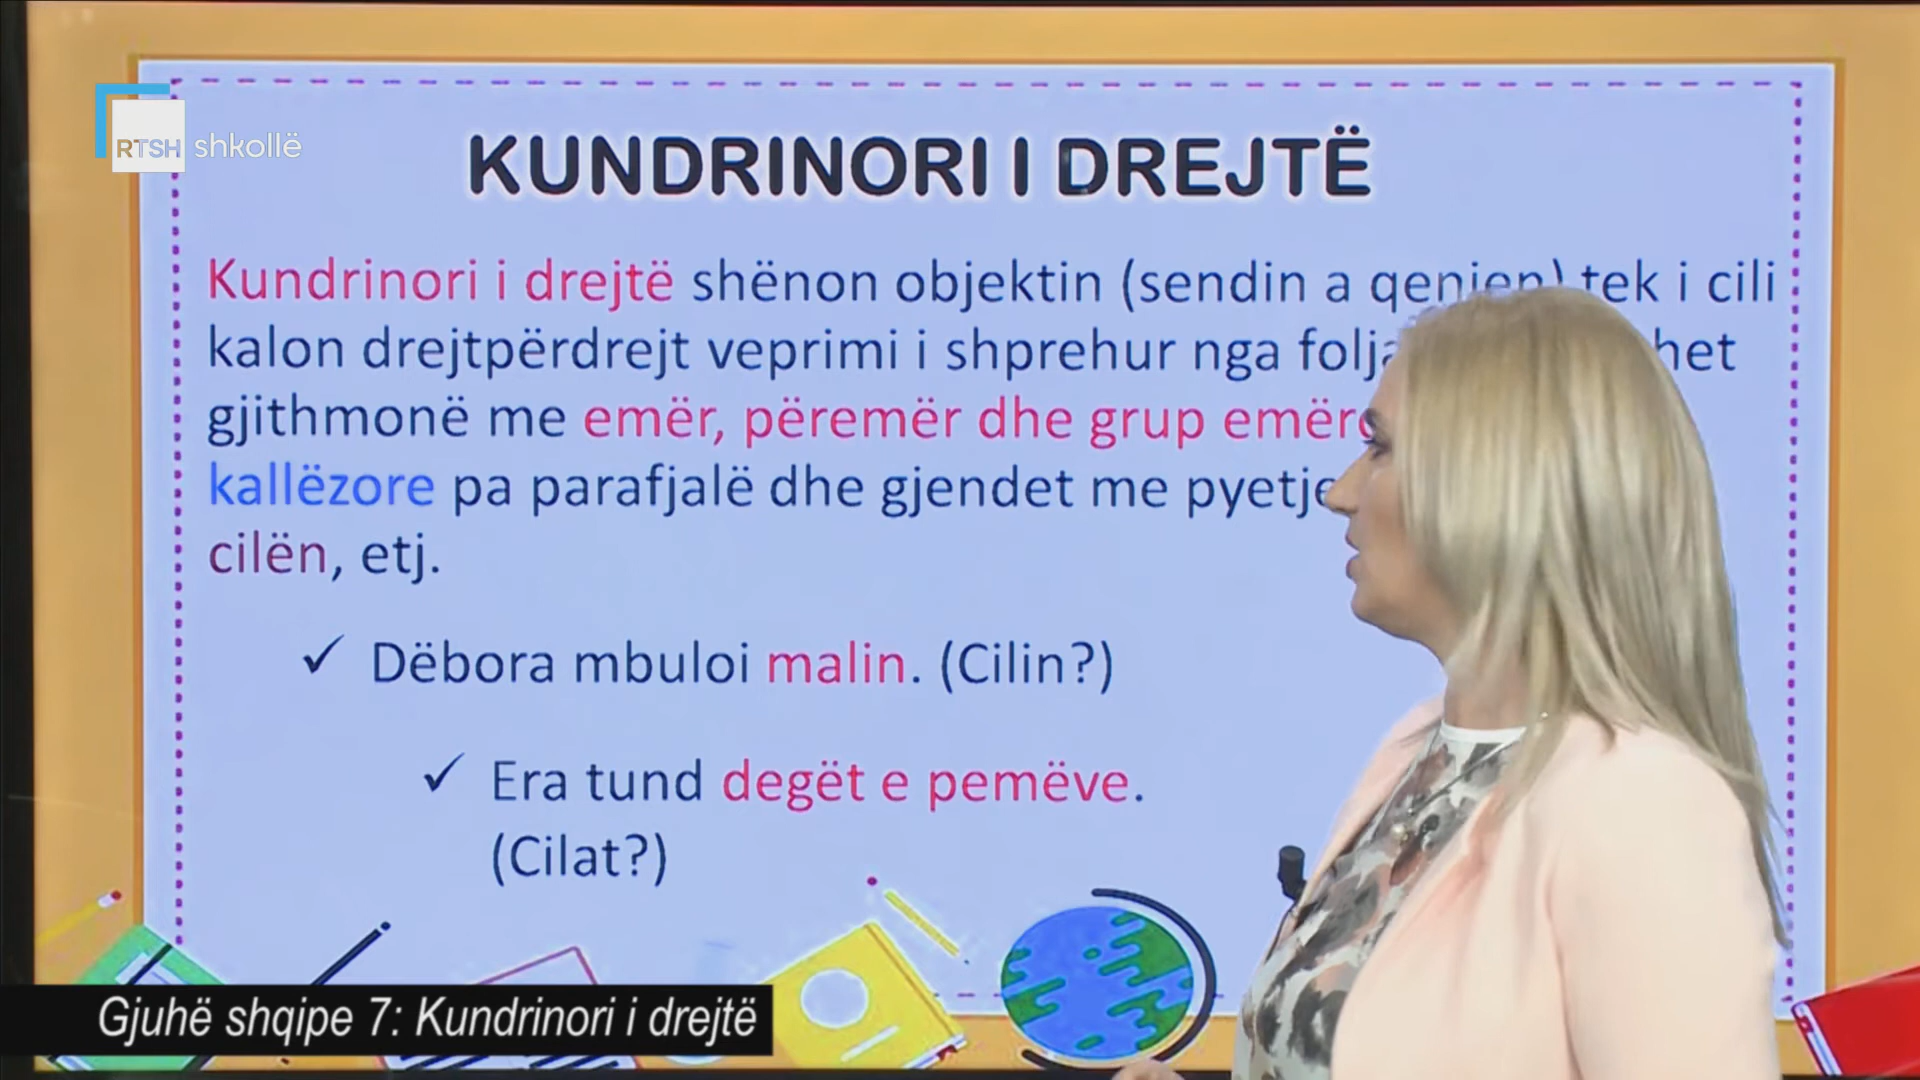 RTSH shkollë
KUNDRINORI I DREJTË
Kundrinori i drejtë shënon objektin (sendin a qenien) tek i cili
kalon drejtpërdrejt veprimi i shprehur nga
gjithmonë me emër, përemër dhe grup
kallëzore pa parafjalë dhe gjendet me
cilën, etj.
✓ Dëbora mbuloi malin. (Cilin?)
✓ Era tund degët e pemëve.
(Cilat?)
Gjuhë shqipe 7: Kundrinori i drejtë